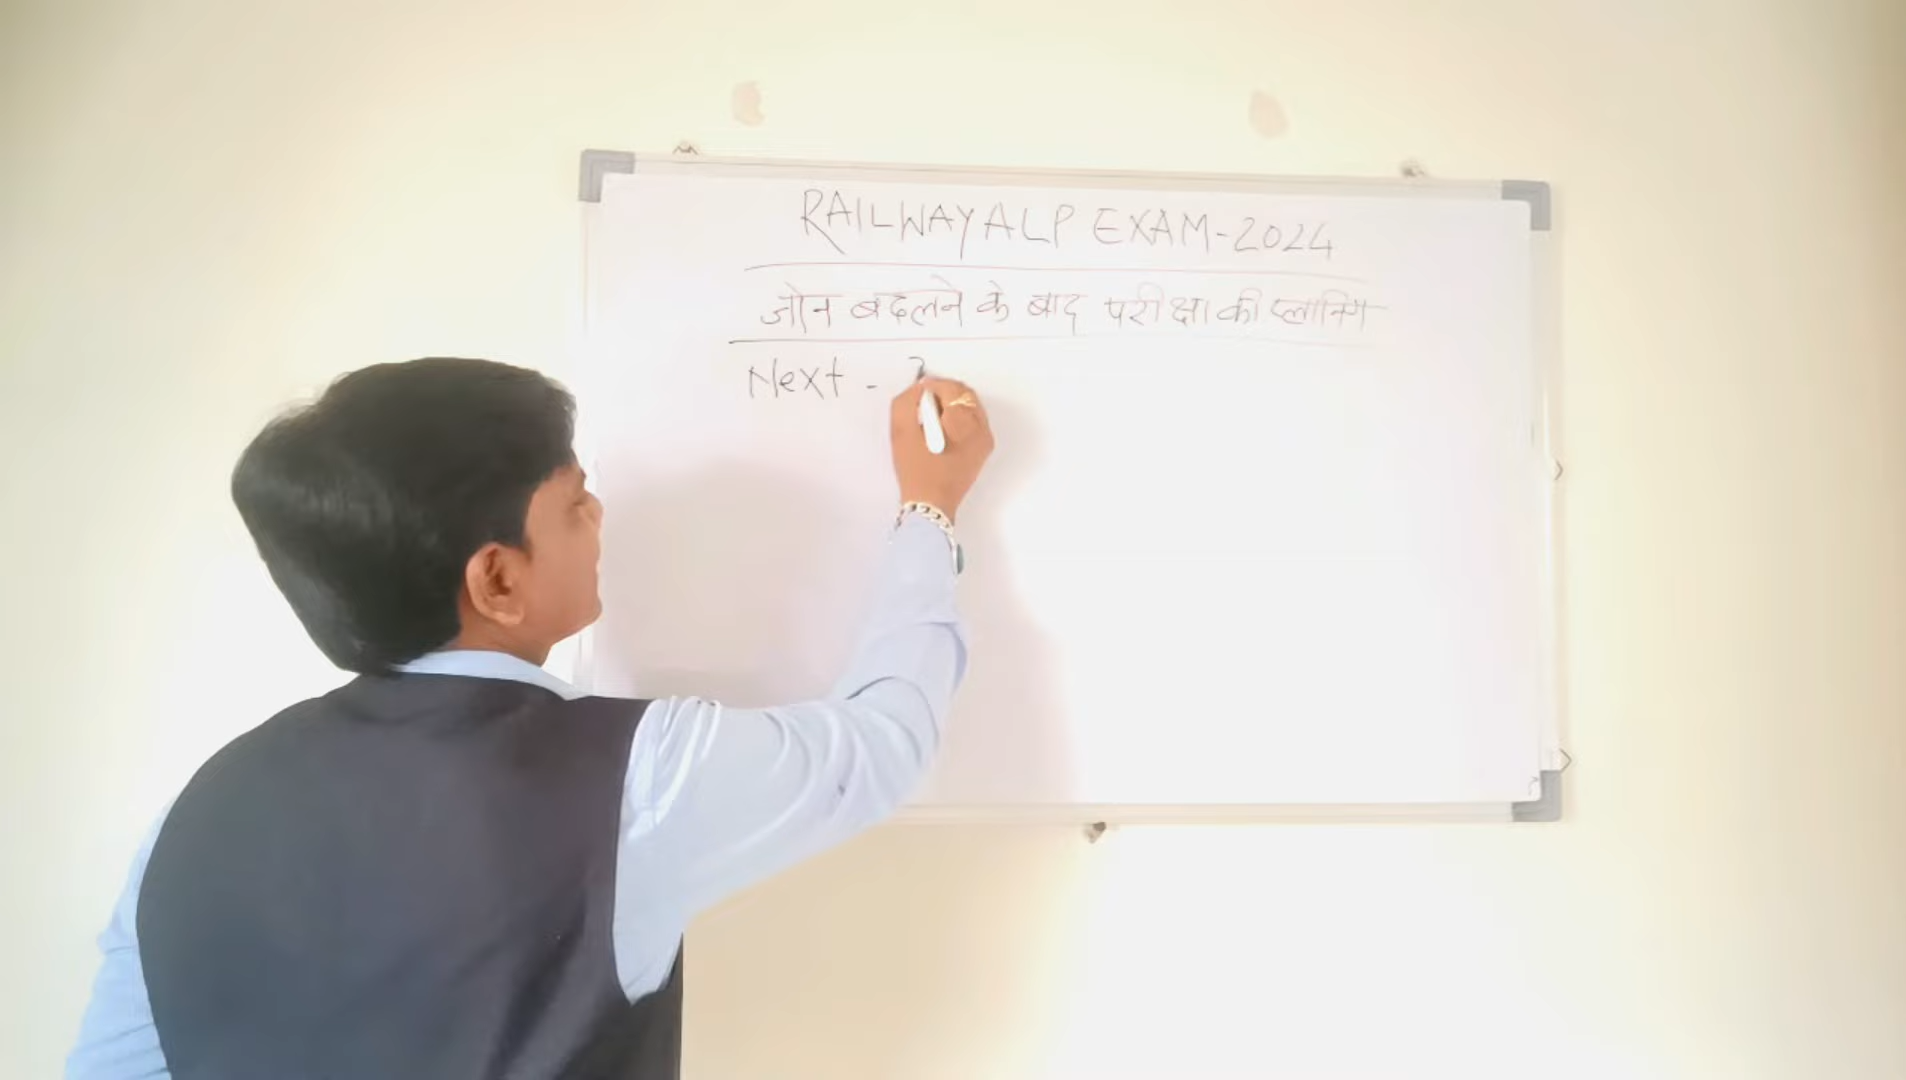 RAILWAY ALP EXAM-2024
जोन बदलने के बाद परीक्षा की प्लानिंग
Next -